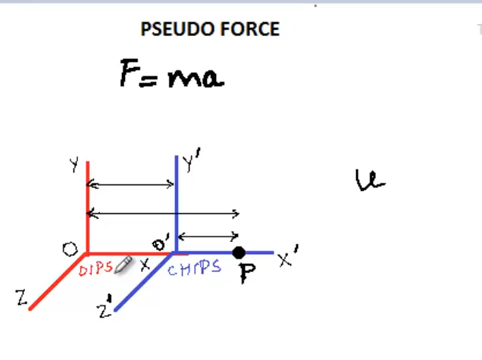 PSEUDO FORCE
F = ma
Y Y'
u
O O'
DIPS X CHIPS P X'
Z Z'